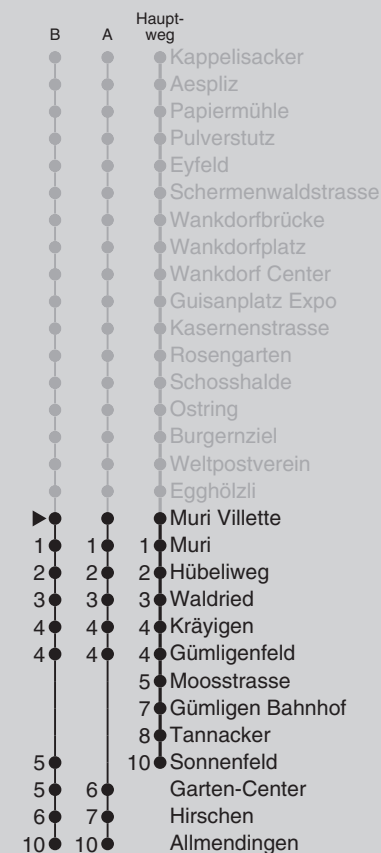 B A Haupt-
weg
Kappelisacker
Aespliz
Papiermühle
Pulverstutz
Eyfeld
Schermenwaldstrasse
Wankdorfbrücke
Wankdorfplatz
Wankdorf Center
Guisanplatz Expo
Kasernenstrasse
Rosengarten
Schosshalde
Ostring
Burgernziel
Weltpostverein
Egghölzli
Muri Villette
1 1 1 Muri
2 2 2 Hübeliweg
3 3 3 Waldried
4 4 4 Kräyigen
4 4 4 Gümligenfeld
5 Moosstrasse
7 Gümligen Bahnhof
8 Tannacker
5 10 Sonnenfeld
5 6 Garten-Center
6 7 Hirschen
10 10 Allmendingen